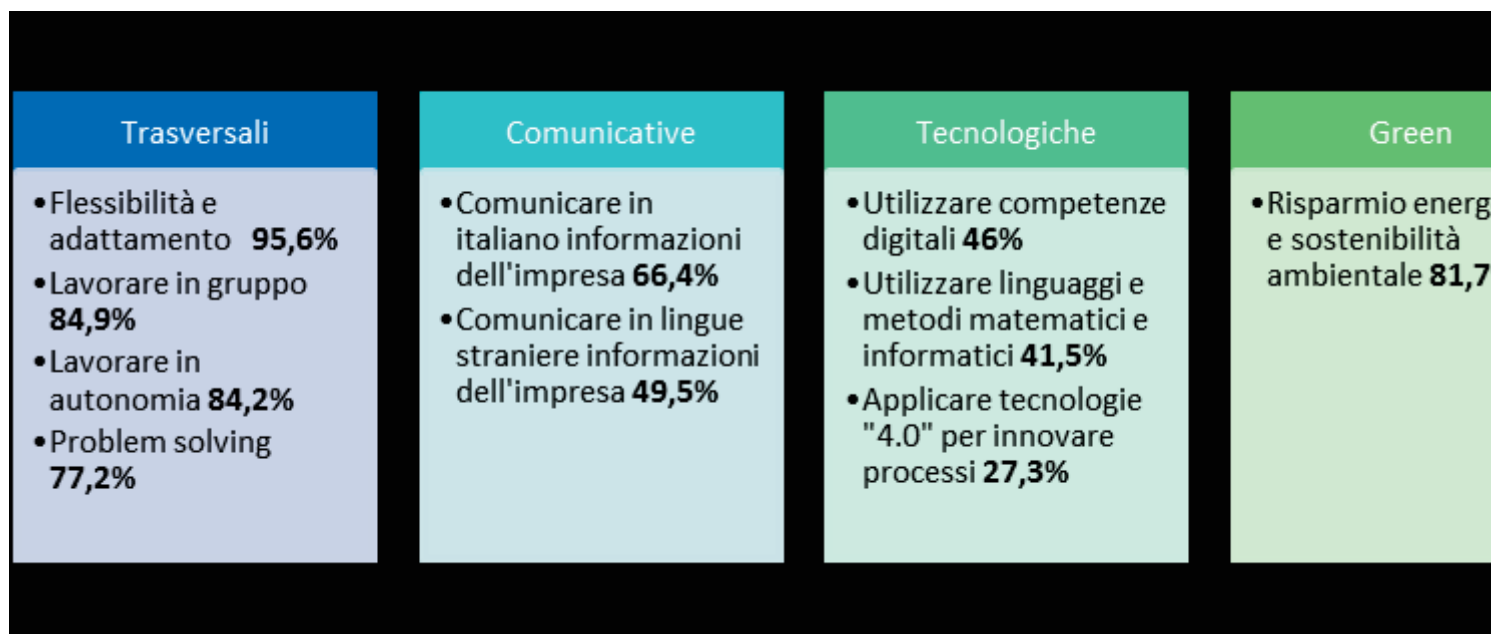 Trasversali
•Flessibilità e
adattamento 95,6%
•Lavorare in gruppo
84,9%
•Lavorare in
autonomia 84,2%
•Problem solving
77,2%
Comunicative
•Comunicare in
italiano informazioni
dell'impresa 66,4%
•Comunicare in lingue
straniere informazioni
dell'impresa 49,5%
Tecnologiche
•Utilizzare competenze
digitali 46%
•Utilizzare linguaggi e
metodi matematici e
informatici 41,5%
•Applicare tecnologie
"4.0" per innovare
processi 27,3%
Green
•Risparmio energ
e sostenibilità
ambientale 81,7